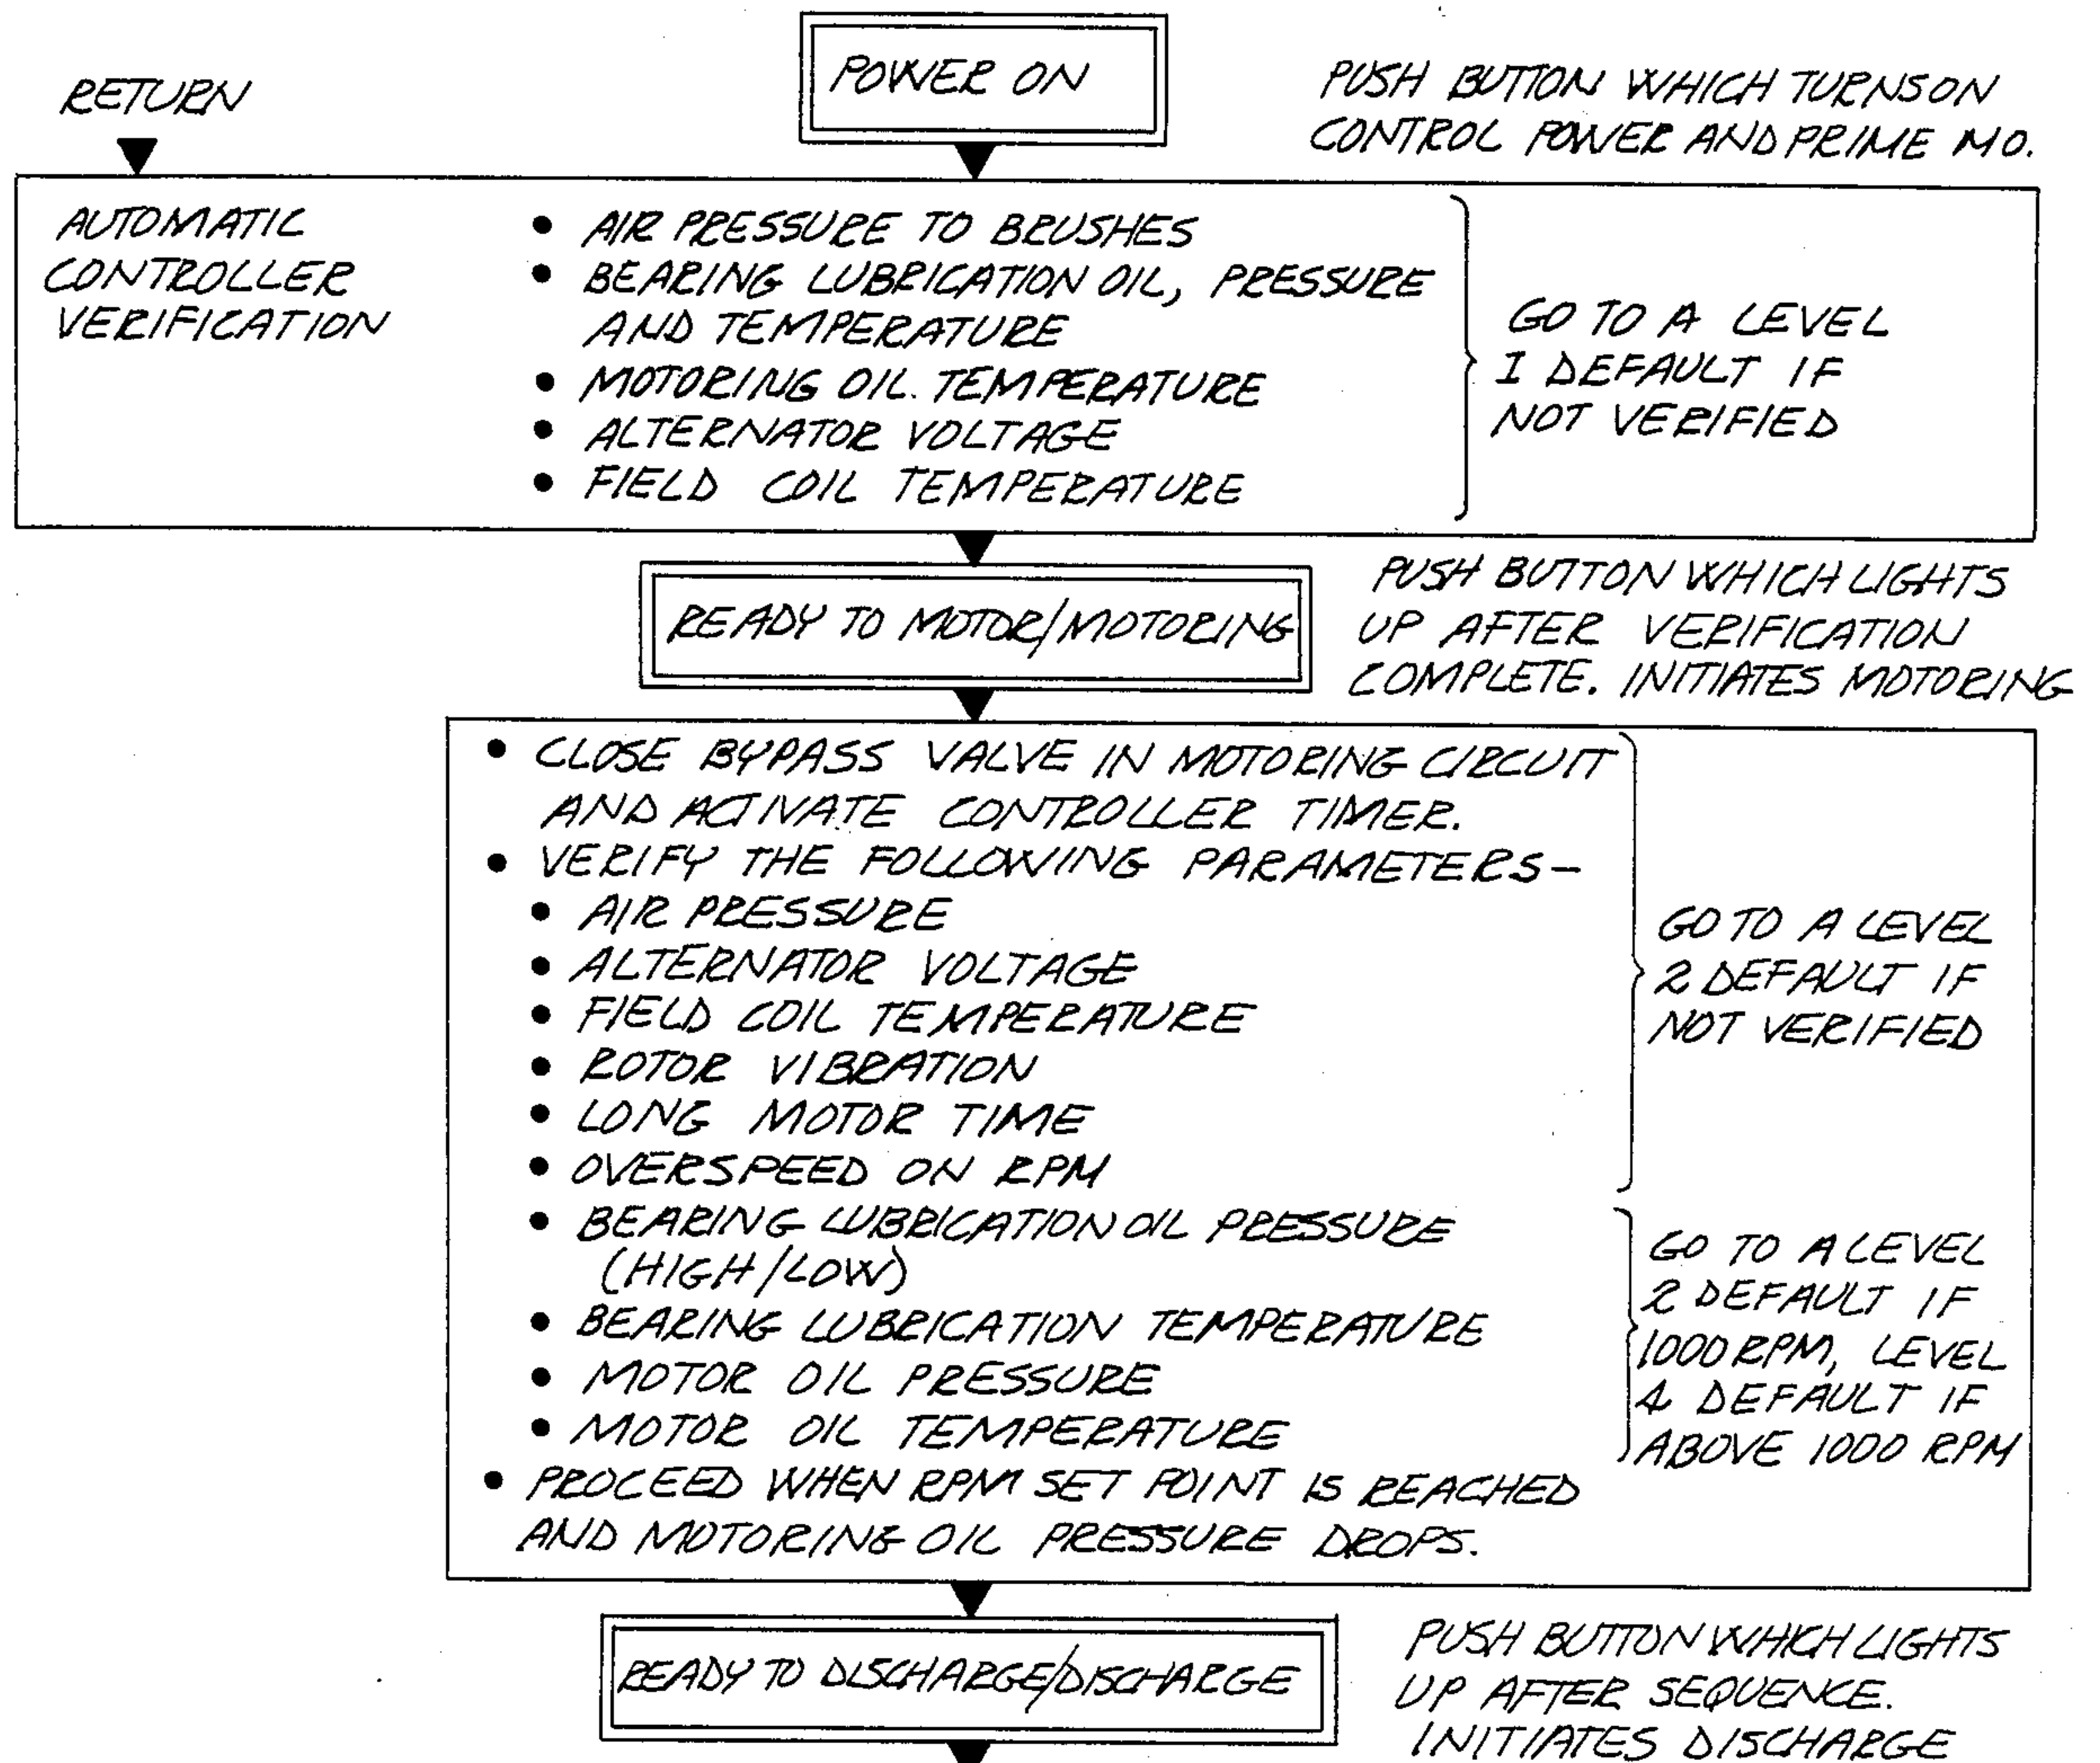 RETURN
POWER ON
PUSH BUTTON WHICH TURNS ON
CONTROL POWER AND PRIME MO.
AUTOMATIC
CONTROLLER
VERIFICATION
• AIR PRESSURE TO BRUSHES
• BEARING LUBRICATION OIL, PRESSURE
AND TEMPERATURE
• MOTORING OIL. TEMPERATURE
• ALTERNATOR VOLTAGE
• FIELD COIL TEMPERATURE
GO TO A LEVEL
I DEFAULT IF
NOT VERIFIED
READY TO MOTOR/MOTORING
PUSH BUTTON WHICH LIGHTS
UP AFTER VERIFICATION
COMPLETE. INITIATES MOTORING
• CLOSE BYPASS VALVE IN MOTORING CIRCUIT
AND ACTIVATE CONTROLLER TIMER.
• VERIFY THE FOLLOWING PARAMETERS-
• AIR PRESSURE
• ALTERNATOR VOLTAGE
• FIELD COIL TEMPERATURE
• ROTOR VIBRATION
• LONG MOTOR TIME
• OVERSPEED ON RPM
GO TO A LEVEL
2 DEFAULT IF
NOT VERIFIED
• BEARING LUBRICATION OIL PRESSURE
(HIGH/LOW)
• BEARING LUBRICATION TEMPERATURE
• MOTOR OIL PRESSURE
• MOTOR OIL TEMPERATURE
GO TO A LEVEL
2 DEFAULT IF
1000 RPM, LEVEL
4 DEFAULT IF
ABOVE 1000 RPM
• PROCEED WHEN RPM SET POINT IS REACHED
AND MOTORING OIL PRESSURE DROPS.
READY TO DISCHARGE/DISCHARGE
PUSH BUTTON WHICH LIGHTS
UP AFTER SEQUENCE.
INITIATES DISCHARGE